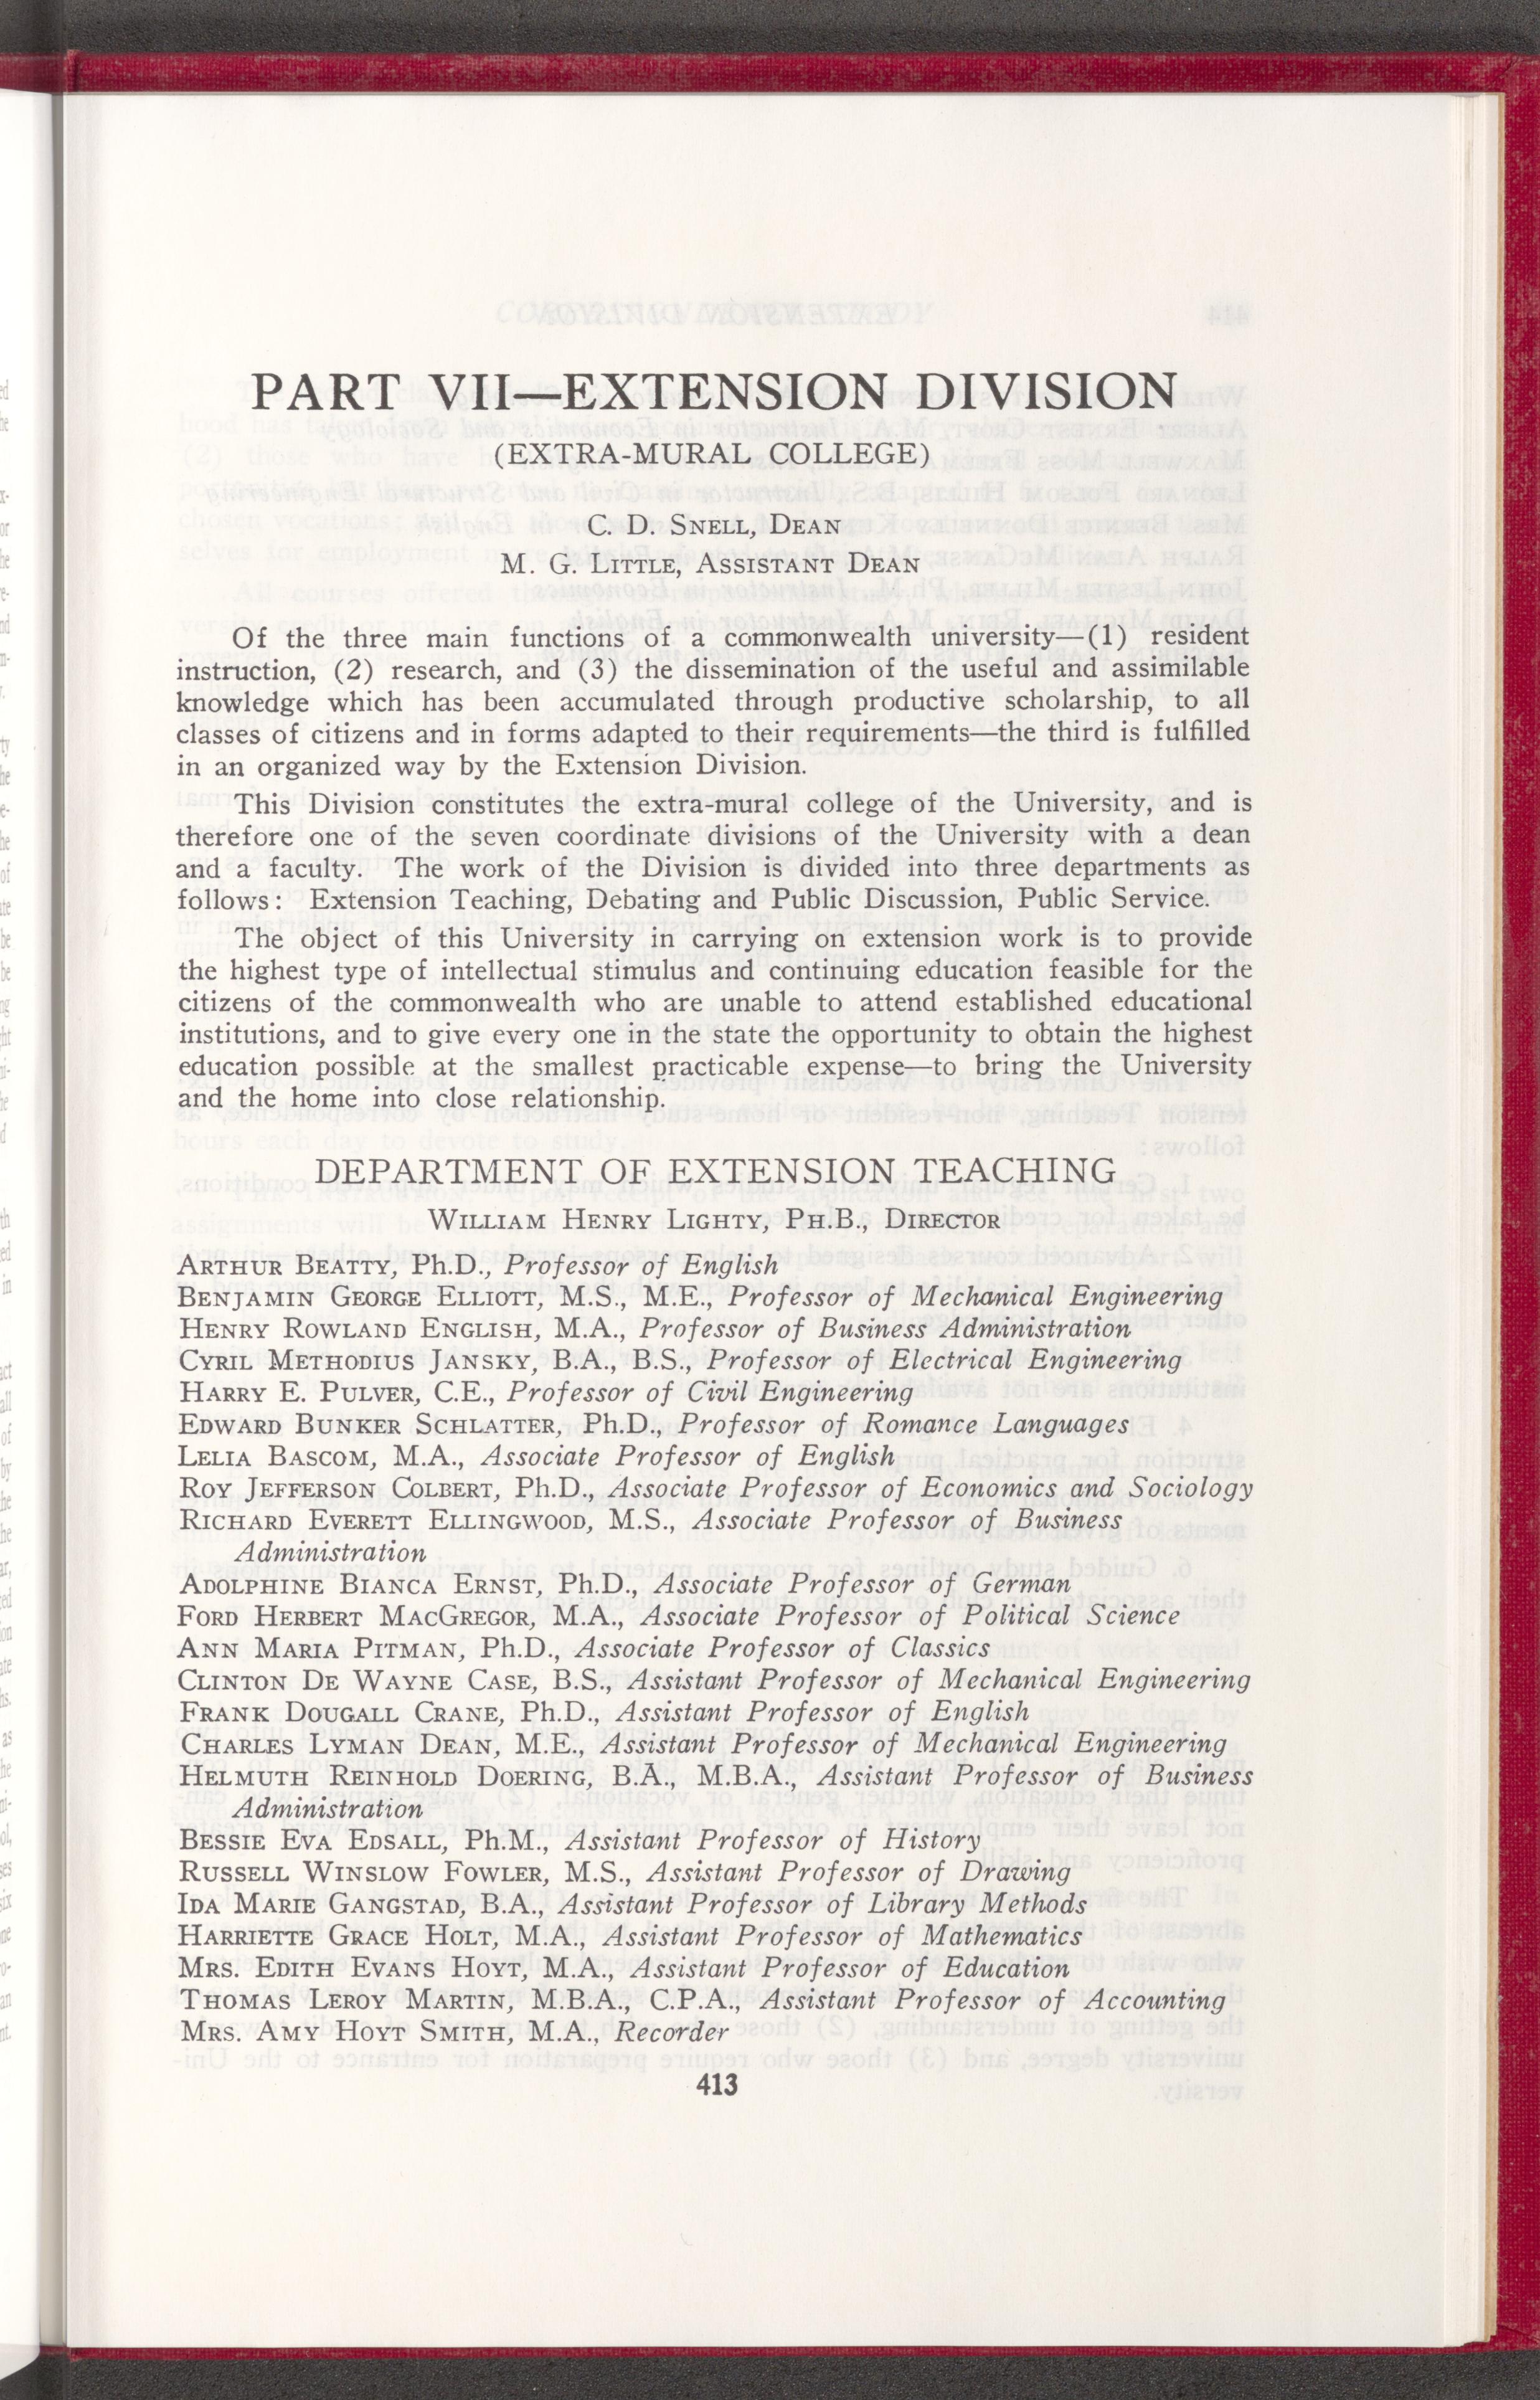 PART VII—EXTENSION DIVISION
(EXTRA-MURAL COLLEGE)
C. D. Snell, Dean
M. G. Little, Assistant Dean
Of the three main functions of a commonwealth university—(1) resident
instruction, (2) research, and (3) the dissemination of the useful and assimilable
knowledge which has been accumulated through productive scholarship, to all
classes of citizens and in forms adapted to their requirements—the third is fulfilled
in an organized way by the Extension Division.
This Division constitutes the extra-mural college of the University, and is
therefore one of the seven coordinate divisions of the University with a dean
and a faculty. The work of the Division is divided into three departments as
follows: Extension Teaching, Debating and Public Discussion, Public Service.
The object of this University in carrying on extension work is to provide
the highest type of intellectual stimulus and continuing education feasible for the
citizens of the commonwealth who are unable to attend established educational
institutions, and to give every one in the state the opportunity to obtain the highest
education possible at the smallest practicable expense—to bring the University
and the home into close relationship.
DEPARTMENT OF EXTENSION TEACHING
William Henry Lighty, Ph.B., Director
Arthur Beatty, Ph.D., Professor of English
Benjamin George Elliott, M.S., M.E., Professor of Mechanical Engineering
Henry Rowland English, M.A., Professor of Business Administration
Cyril Methodius Jansky, B.A., B.S., Professor of Electrical Engineering
Harry E. Pulver, C.E., Professor of Civil Engineering
Edward Bunker Schlatter, Ph.D., Professor of Romance Languages
Lelia Bascom, M.A., Associate Professor of English
Roy Jefferson Colbert, Ph.D., Associate Professor of Economics and Sociology
Richard Everett Ellingwood, M.S., Associate Professor of Business
Administration
Adolphine Bianca Ernst, Ph.D., Associate Professor of German
Ford Herbert MacGregor, M.A., Associate Professor of Political Science
Ann Maria Pitman, Ph.D., Associate Professor of Classics
Clinton De Wayne Case, B.S., Assistant Professor of Mechanical Engineering
Frank Dougall Crane, Ph.D., Assistant Professor of English
Charles Lyman Dean, M.E., Assistant Professor of Mechanical Engineering
Helmuth Reinhold Doering, B.A., M.B.A., Assistant Professor of Business
Administration
Bessie Eva Edsall, Ph.M., Assistant Professor of History
Russell Winslow Fowler, M.S., Assistant Professor of Drawing
Ida Marie Gangstad, B.A., Assistant Professor of Library Methods
Harriette Grace Holt, M.A., Assistant Professor of Mathematics
Mrs. Edith Evans Hoyt, M.A., Assistant Professor of Education
Thomas Leroy Martin, M.B.A., C.P.A., Assistant Professor of Accounting
Mrs. Amy Hoyt Smith, M.A., Recorder
413